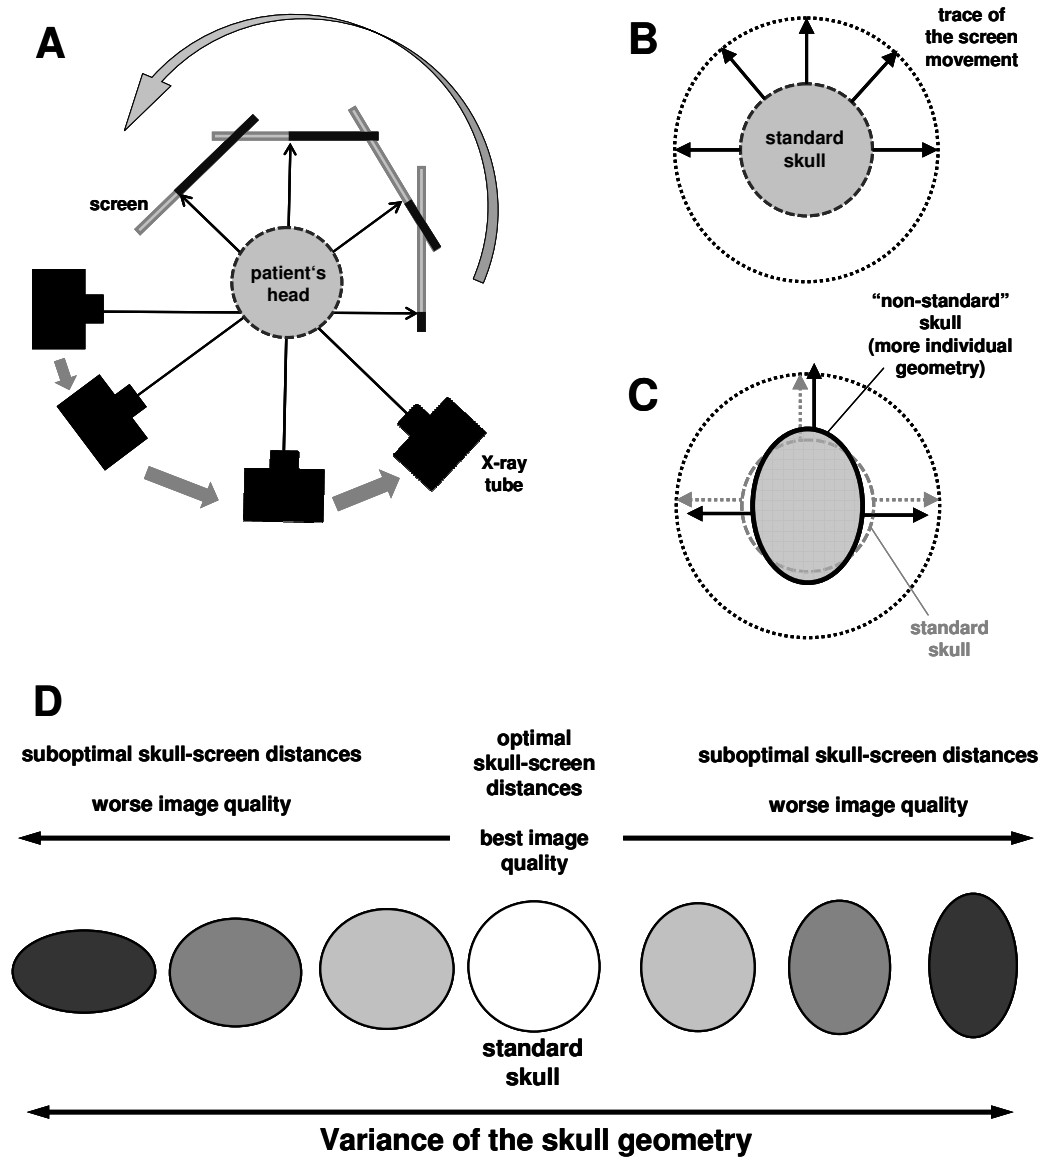 A
screen
patient‘s
head
X-ray
tube
B
trace of
the screen
movement
standard
skull
C
“non-standard”
skull
(more individual
geometry)
standard
skull
D
suboptimal skull-screen distances
worse image quality
optimal
skull-screen
distances
best image
quality
suboptimal skull-screen distances
worse image quality
standard
skull
Variance of the skull geometry